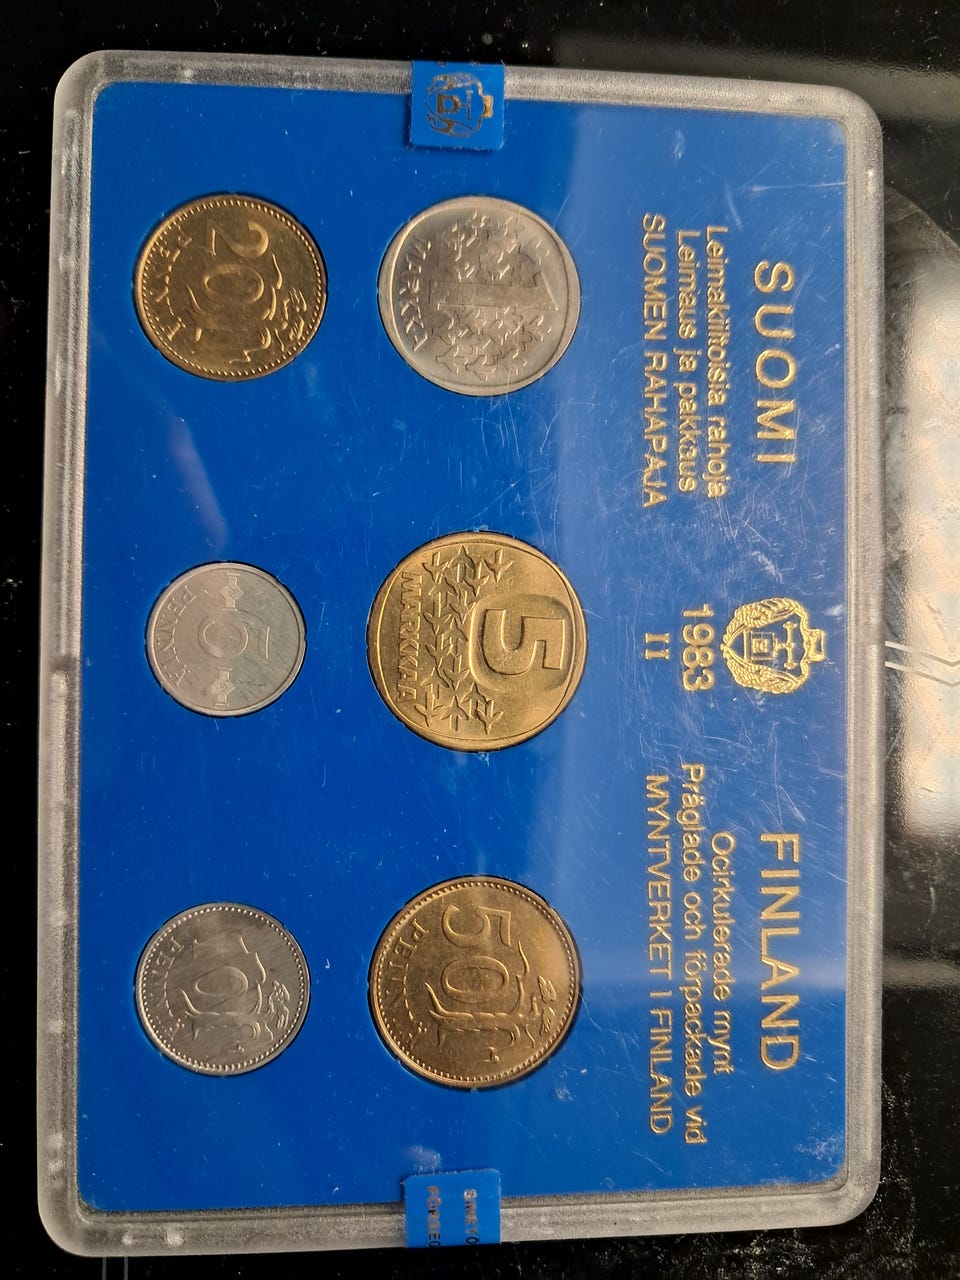 SUOMI
Leimakiiltoisia rahoja
Leimaus ja pakkaus
SUOMEN RAHAPAJA
1983
II
FINLAND
Ocirkulerade mynt
Präglade och förpackade vid
MYNTVERKET I FINLAND
1
MARKKA
5
MARKKAA
50
PENNIÄ
20
PENNIÄ
5
PENNIÄ
10
PENNIÄ